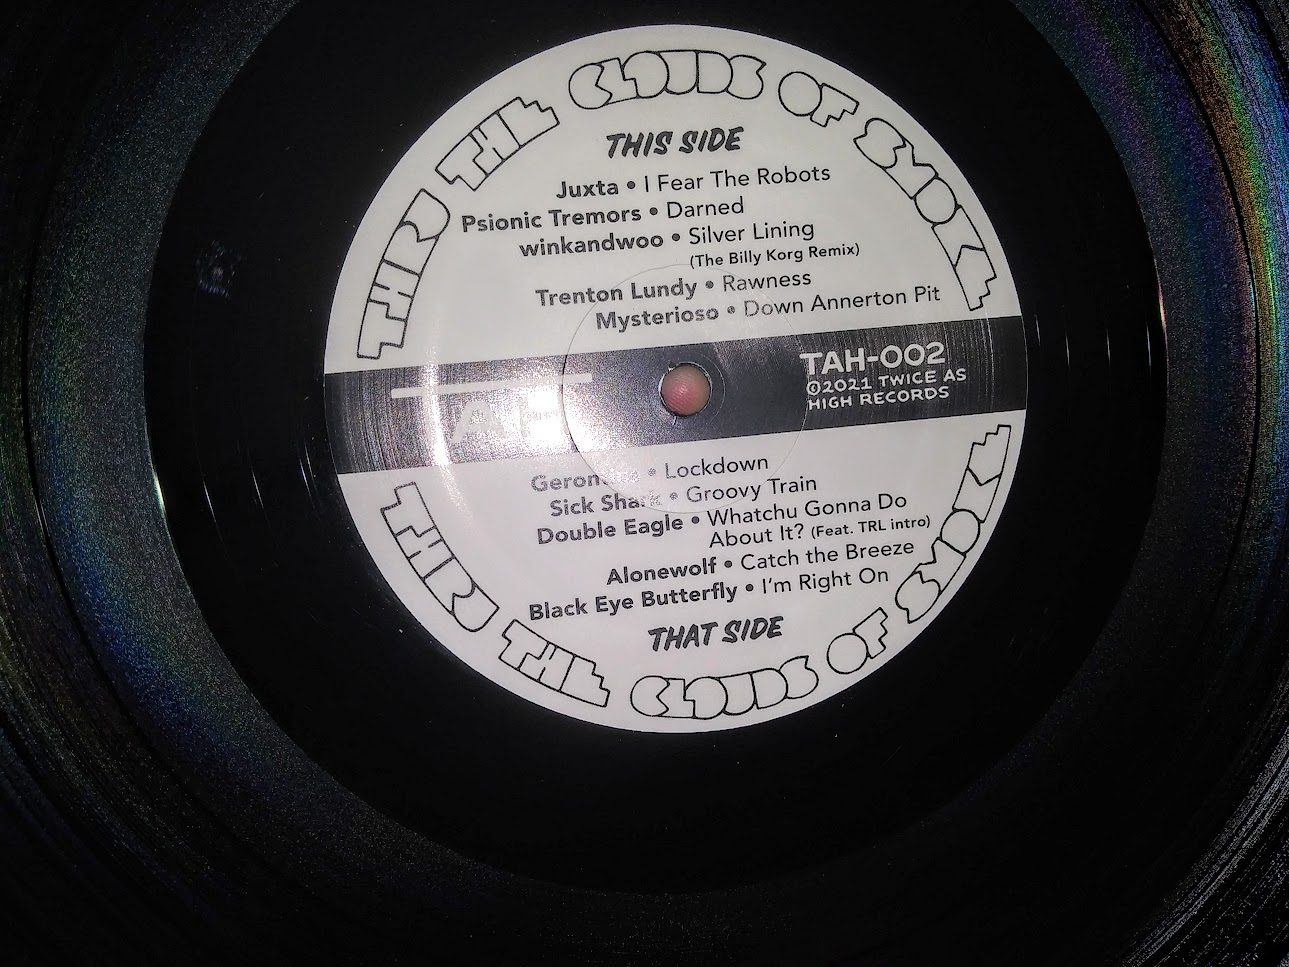 THRU THE CLOUDS OF SMOKE
THIS SIDE
Juxta • I Fear The Robots
Psionic Tremors • Darned
winkandwoo • Silver Lining
(The Billy Korg Remix)
Trenton Lundy • Rawness
Mysterioso • Down Annerton Pit
TAH
TAH-002
©2021 TWICE AS
HIGH RECORDS
• Lockdown
Sick Shark • Groovy Train
Double Eagle • Whatchu Gonna Do
About It? (Feat. TRL intro)
Alonewolf • Catch the Breeze
Black Eye Butterfly • I'm Right On
THAT SIDE
THRU THE CLOUDS OF SMOKE